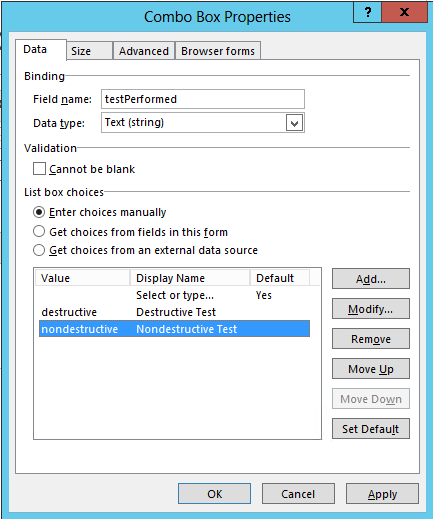 Combo Box Properties
? X
Data Size Advanced Browser forms
Binding
Field name: testPerformed
Data type: Text (string)
Validation
Cannot be blank
List box choices
Enter choices manually
Get choices from fields in this form
Get choices from an external data source
Value Display Name Default
Select or type... Yes
destructive Destructive Test
nondestructive Nondestructive Test
Add...
Modify...
Remove
Move Up
Move Down
Set Default
OK Cancel Apply